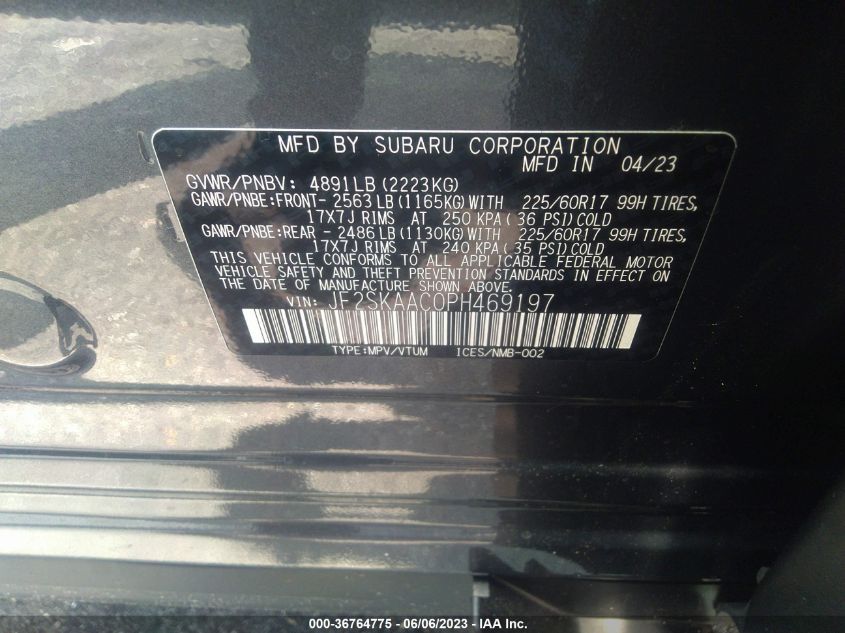 MFD BY SUBARU CORPORATION
MFD IN 04/23
GVWR/PNBV: 4891LB (2223KG)
GAWR/PNBE:FRONT- 2563LB (1165KG)WITH 225/60R17 99H TIRES,
17X7J RIMS AT 250 KPA( 36 PSI)COLD
GAWR/PNBE:REAR - 2486LB (1130KG)WITH 225/60R17 99H TIRES,
17X7J RIMS AT 240 KPA( 35 PSI)COLD
THIS VEHICLE CONFORMS TO ALL APPLICABLE FEDERAL MOTOR
VEHICLE SAFETY AND THEFT PREVENTION STANDARDS IN EFFECT ON
THE DATE OF MANUFACTURE SHOWN ABOVE.
VIN: JF2SKAAC0PH469197
TYPE:MPV/VTUM ICES/NMB-002
000-36764775 - 06/06/2023 - IAA Inc.